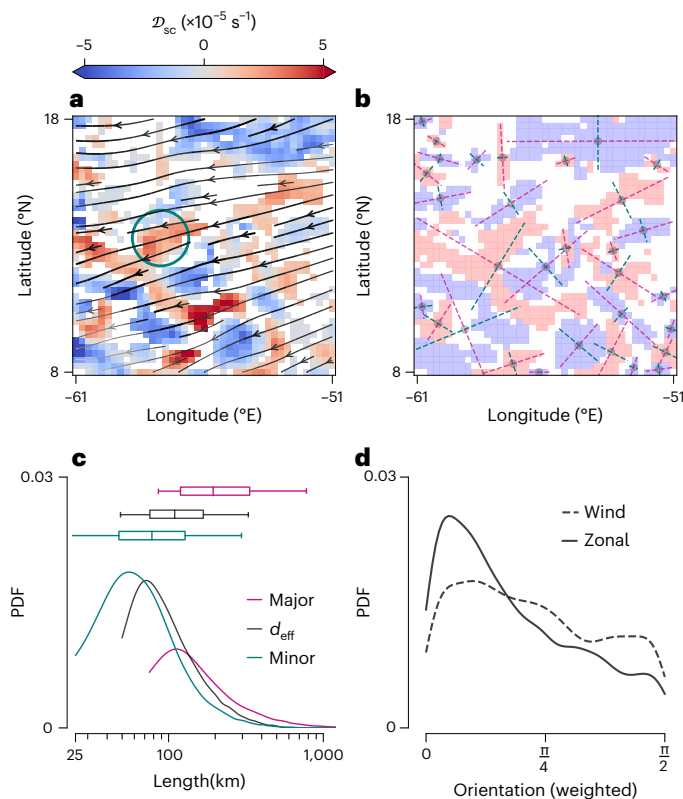 𝒟sc (×10⁻⁵ s⁻¹)
−5 0 5
a b
18 18
Latitude (°N) Latitude (°N)
8 8
−61 −51 −61 −51
Longitude (°E) Longitude (°E)
c d
0.03 0.03
Wind
Zonal
PDF PDF
Major
deff
Minor
0 0
25 100 1,000 0 π/4 π/2
Length(km) Orientation (weighted)